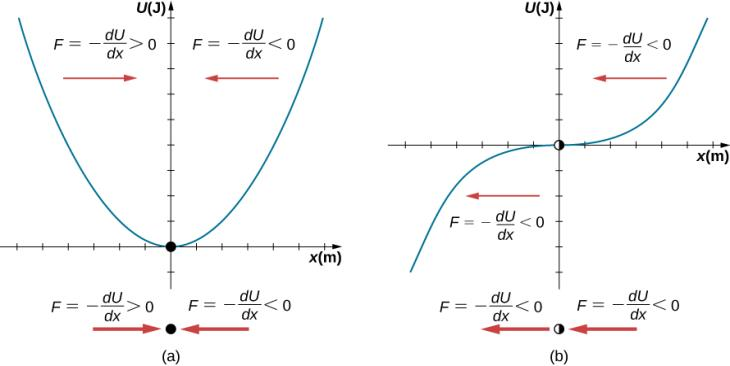 U(J)
F = −dU/dx > 0
F = −dU/dx < 0
x(m)
F = −dU/dx > 0
F = −dU/dx < 0
(a)
U(J)
F = −dU/dx < 0
x(m)
F = −dU/dx < 0
F = −dU/dx < 0
F = −dU/dx < 0
(b)